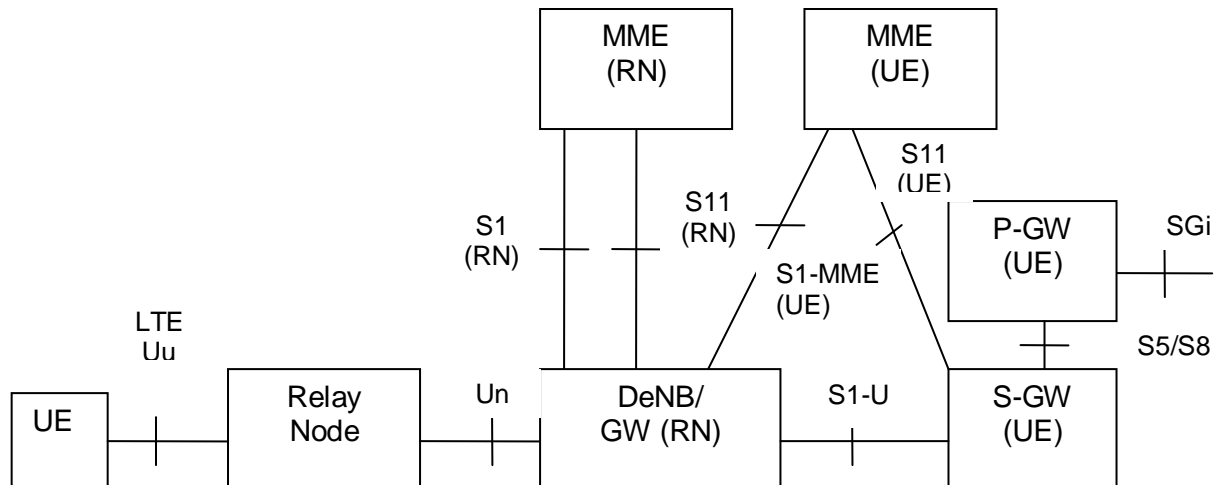 MME
(RN)
MME
(UE)
S11
(UE)
S1
(RN)
S11
(RN)
S1-MME
(UE)
P-GW
(UE)
SGi
LTE
Uu
S5/S8
UE
Relay
Node
Un
DeNB/
GW (RN)
S1-U
S-GW
(UE)